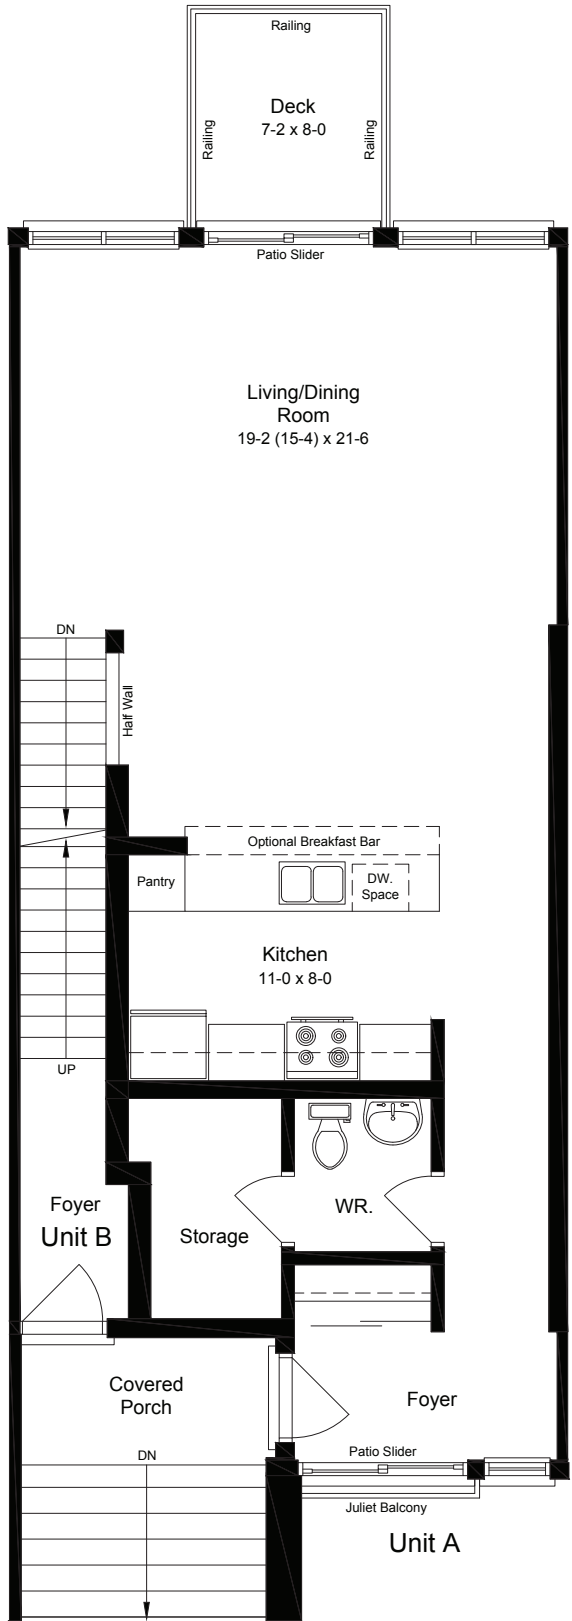 Railing
Deck
7-2 x 8-0
Railing
Railing
Patio Slider
Living/Dining
Room
19-2 (15-4) x 21-6
DN
Half Wall
Optional Breakfast Bar
Pantry
DW.
Space
Kitchen
11-0 x 8-0
UP
Foyer
Unit B
Storage
WR.
Covered
Porch
Foyer
DN
Patio Slider
Juliet Balcony
Unit A